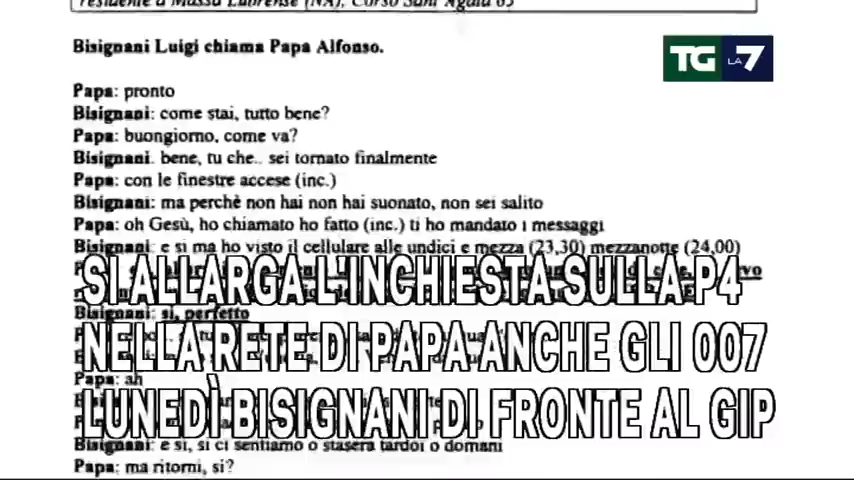 residente a Massa Lubrense (NA), Corso Sant'Agata 65
Bisignani Luigi chiama Papa Alfonso.
TG LA 7
Papa: pronto
Bisignani: come stai, tutto bene?
Papa: buongiorno, come va?
Bisignani. bene, tu che.. sei tornato finalmente
Papa: con le finestre accese (inc.)
Bisignani: ma perchè non hai non hai suonato, non sei salito
Papa: oh Gesù, ho chiamato ho fatto (inc.) ti ho mandato i messaggi
Bisignani: e si ma ho visto il cellulare alle undici e mezza (23,30) mezzanotte (24,00)
SI ALLARGA L'INCHIESTA SULLA P4
Bisignani: si, perfetto
NELLA RETE DI PAPA ANCHE GLI 007
Papa: ah
LUNEDÌ BISIGNANI DI FRONTE AL GIP
Bisignani: e si, si ci sentiamo o stasera tardoi o domani
Papa: ma ritorni, si?